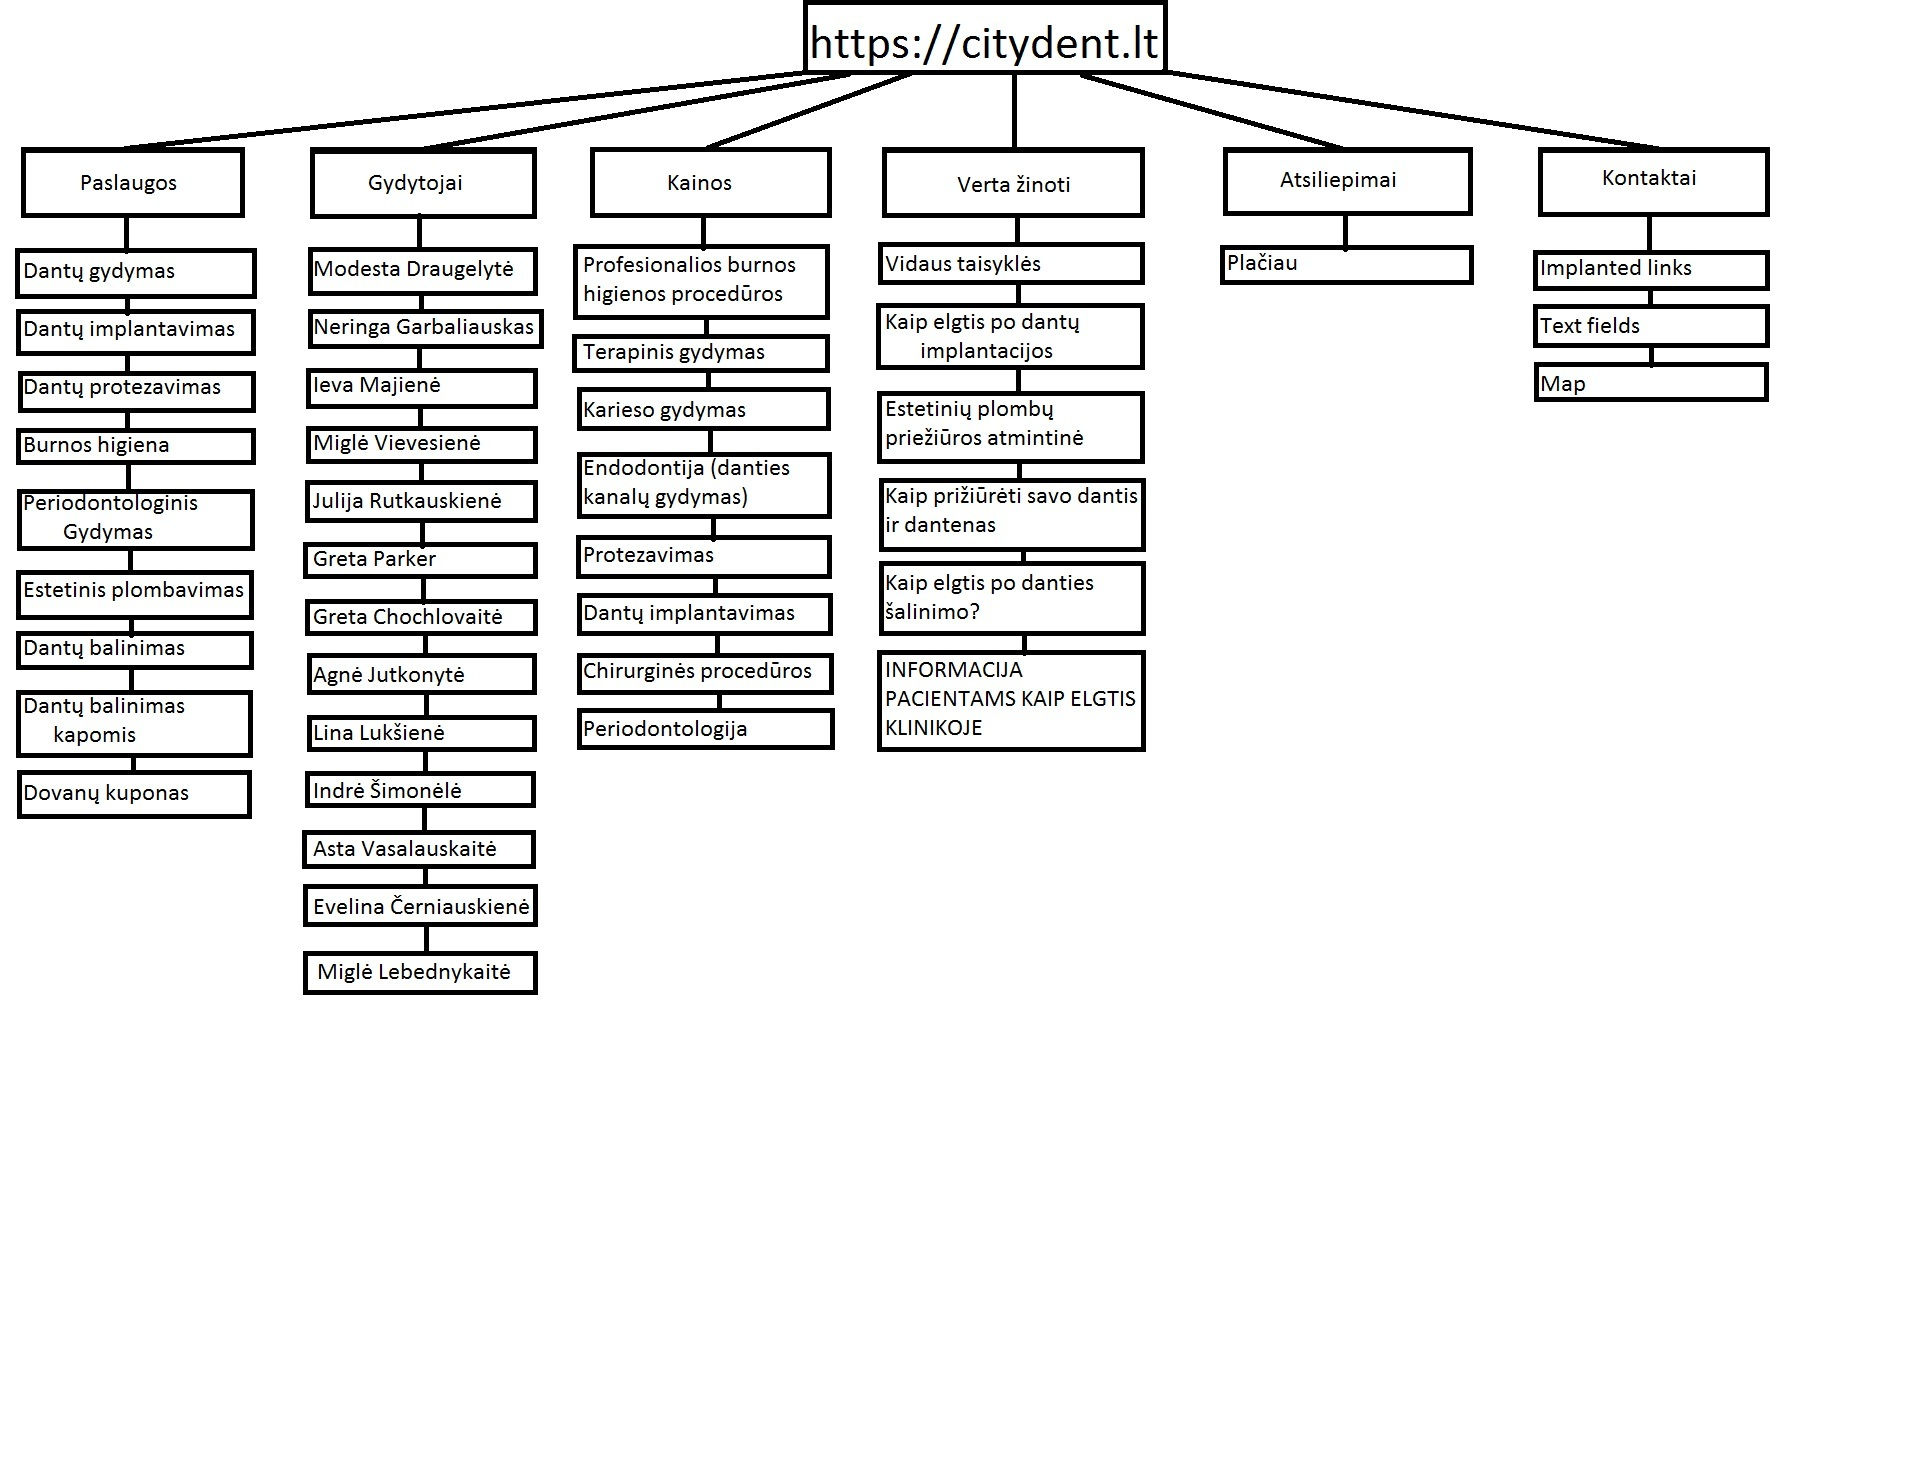 https://citydent.lt
Paslaugos
Dantų gydymas
Dantų implantavimas
Dantų protezavimas
Burnos higiena
Periodontologinis
Gydymas
Estetinis plombavimas
Dantų balinimas
Dantų balinimas
kapomis
Dovanų kuponas
Gydytojai
Modesta Draugelytė
Neringa Garbaliauskas
Ieva Majienė
Miglė Vievesienė
Julija Rutkauskienė
Greta Parker
Greta Chochlovaitė
Agnė Jutkonytė
Lina Lukšienė
Indrė Šimonėlė
Asta Vasalauskaitė
Evelina Černiauskienė
Miglė Lebednykaitė
Kainos
Profesionalios burnos
higienos procedūros
Terapinis gydymas
Karieso gydymas
Endodontija (danties
kanalų gydymas)
Protezavimas
Dantų implantavimas
Chirurginės procedūros
Periodontologija
Verta žinoti
Vidaus taisyklės
Kaip elgtis po dantų
implantacijos
Estetinių plombų
priežiūros atmintinė
Kaip prižiūrėti savo dantis
ir dantenas
Kaip elgtis po danties
šalinimo?
INFORMACIJA
PACIENTAMS KAIP ELGTIS
KLINIKOJE
Atsiliepimai
Plačiau
Kontaktai
Implanted links
Text fields
Map